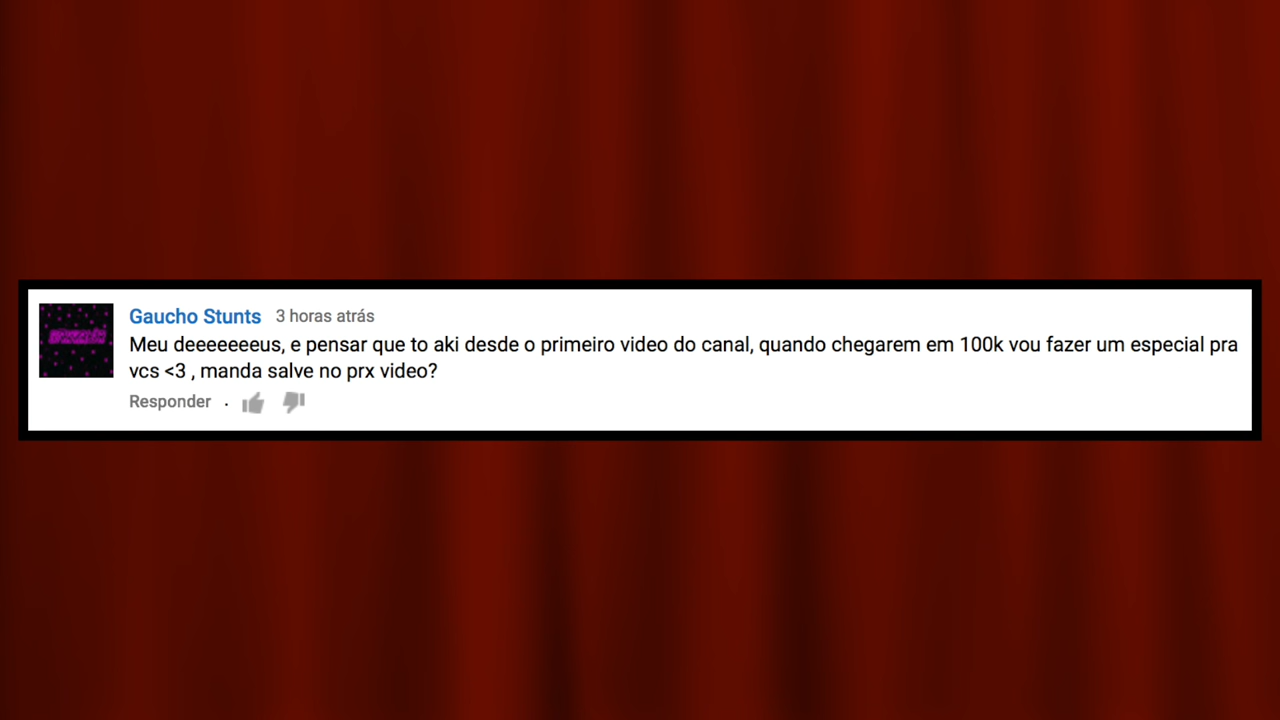 Gaucho Stunts 3 horas atrás
Meu deeeeeeeus, e pensar que to aki desde o primeiro video do canal, quando chegarem em 100k vou fazer um especial pra
vcs <3 , manda salve no prx video?
Responder .